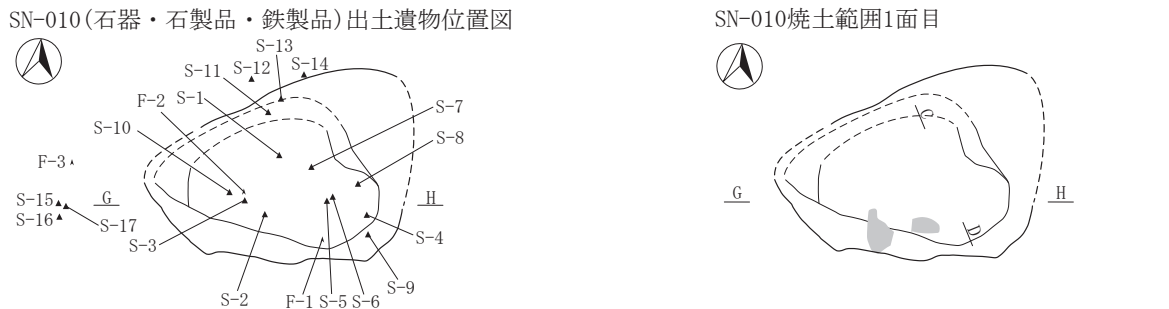 SN-010(石器・石製品・鉄製品)出土遺物位置図
S-13
S-11
S-12
S-14
F-2
S-1
S-7
S-10
S-8
F-3
S-15
G
H
S-16
S-17
S-3
S-4
S-9
S-2
F-1
S-5
S-6
SN-010焼土範囲1面目
C
G
H
D